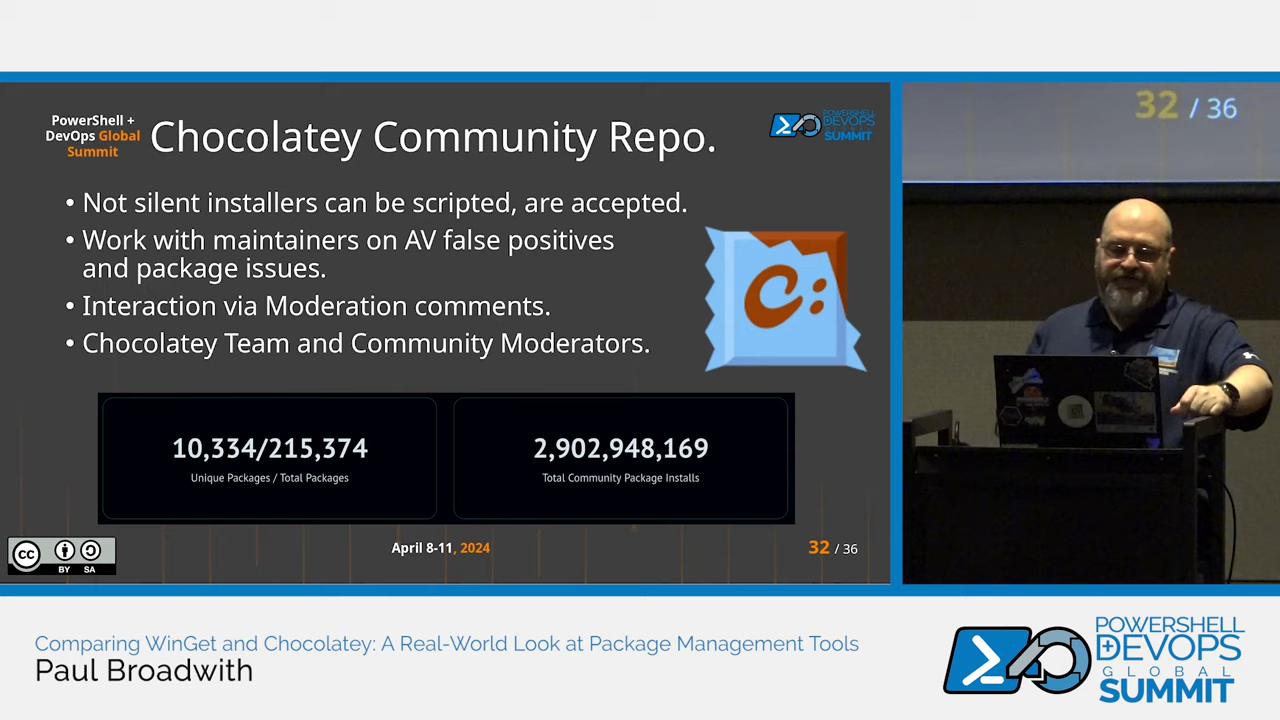 PowerShell +
DevOps Global
Summit
Chocolatey Community Repo.
POWERSHELL
DEVOPS
GLOBAL
SUMMIT
• Not silent installers can be scripted, are accepted.
• Work with maintainers on AV false positives
and package issues.
• Interaction via Moderation comments.
• Chocolatey Team and Community Moderators.
C:
10,334/215,374
Unique Packages / Total Packages
2,902,948,169
Total Community Package Installs
cc
BY SA
April 8-11, 2024
32 / 36
32 / 36
Comparing WinGet and Chocolatey: A Real-World Look at Package Management Tools
Paul Broadwith
POWERSHELL
DEVOPS
GLOBAL
SUMMIT